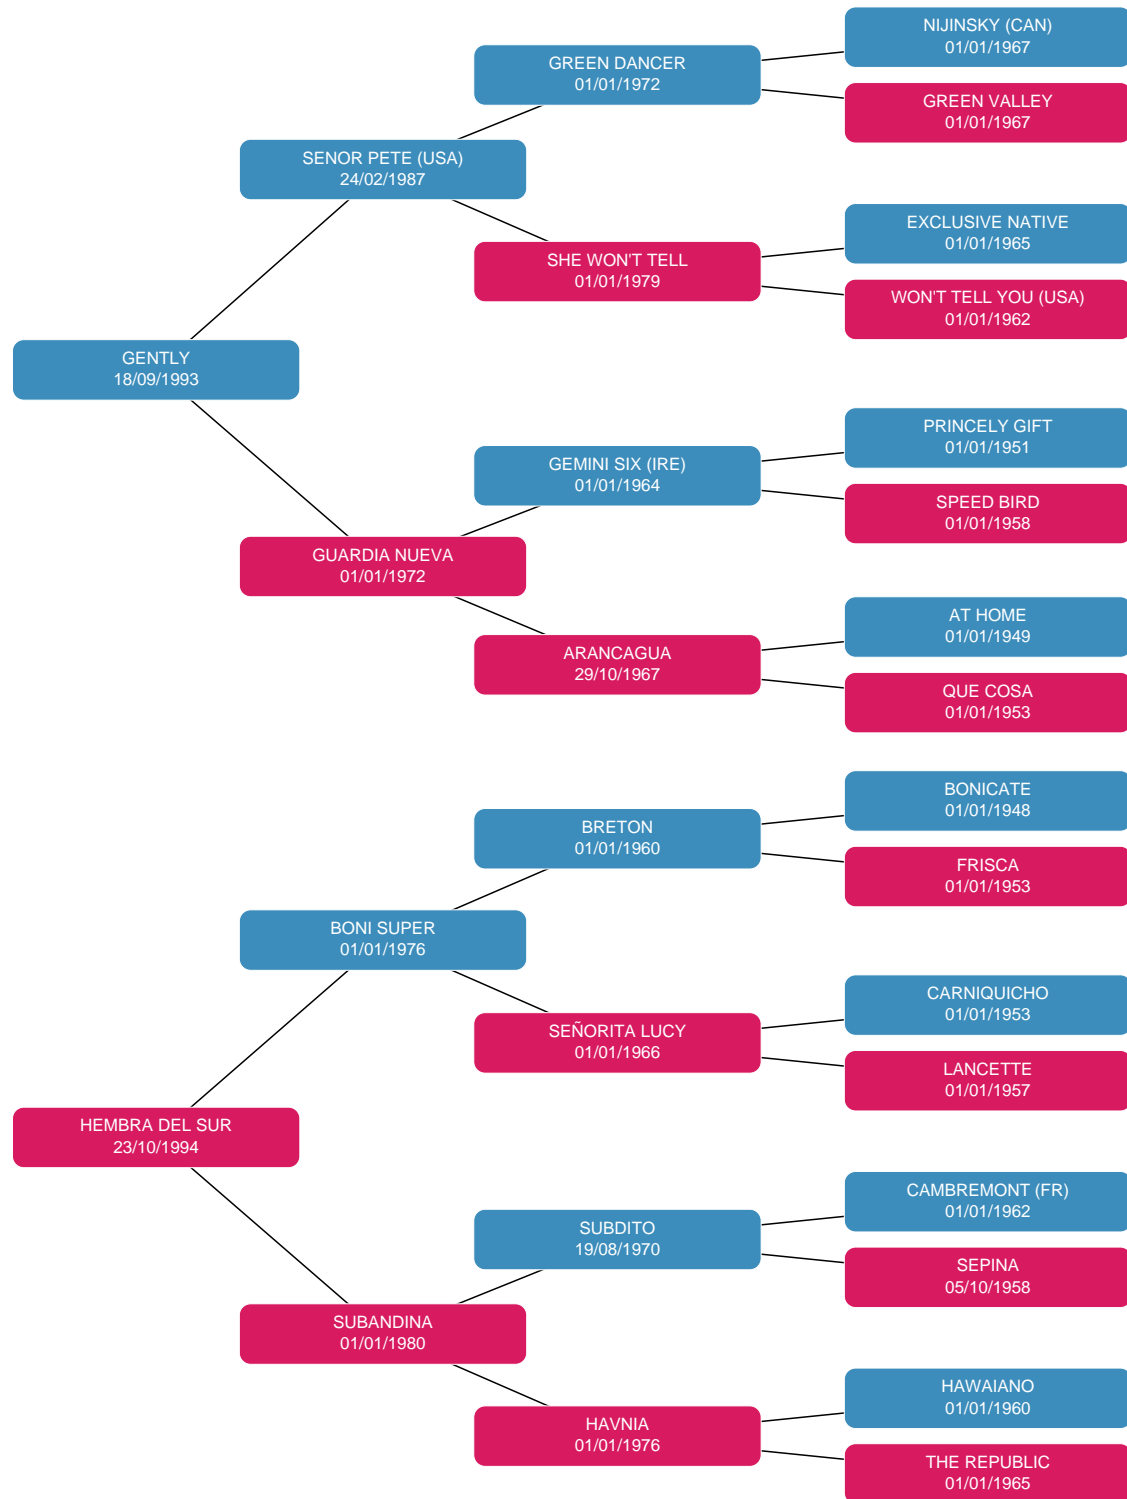 NIJINSKY (CAN)
01/01/1967
GREEN DANCER
01/01/1972
GREEN VALLEY
01/01/1967
SENOR PETE (USA)
24/02/1987
EXCLUSIVE NATIVE
01/01/1965
SHE WON'T TELL
01/01/1979
WON'T TELL YOU (USA)
01/01/1962
GENTLY
18/09/1993
PRINCELY GIFT
01/01/1951
GEMINI SIX (IRE)
01/01/1964
SPEED BIRD
01/01/1958
GUARDIA NUEVA
01/01/1972
AT HOME
01/01/1949
ARANCAGUA
29/10/1967
QUE COSA
01/01/1953
BONICATE
01/01/1948
BRETON
01/01/1960
FRISCA
01/01/1953
BONI SUPER
01/01/1976
CARNIQUICHO
01/01/1953
SEÑORITA LUCY
01/01/1966
LANCETTE
01/01/1957
HEMBRA DEL SUR
23/10/1994
CAMBREMONT (FR)
01/01/1962
SUBDITO
19/08/1970
SEPINA
05/10/1958
SUBANDINA
01/01/1980
HAWAIANO
01/01/1960
HAVNIA
01/01/1976
THE REPUBLIC
01/01/1965